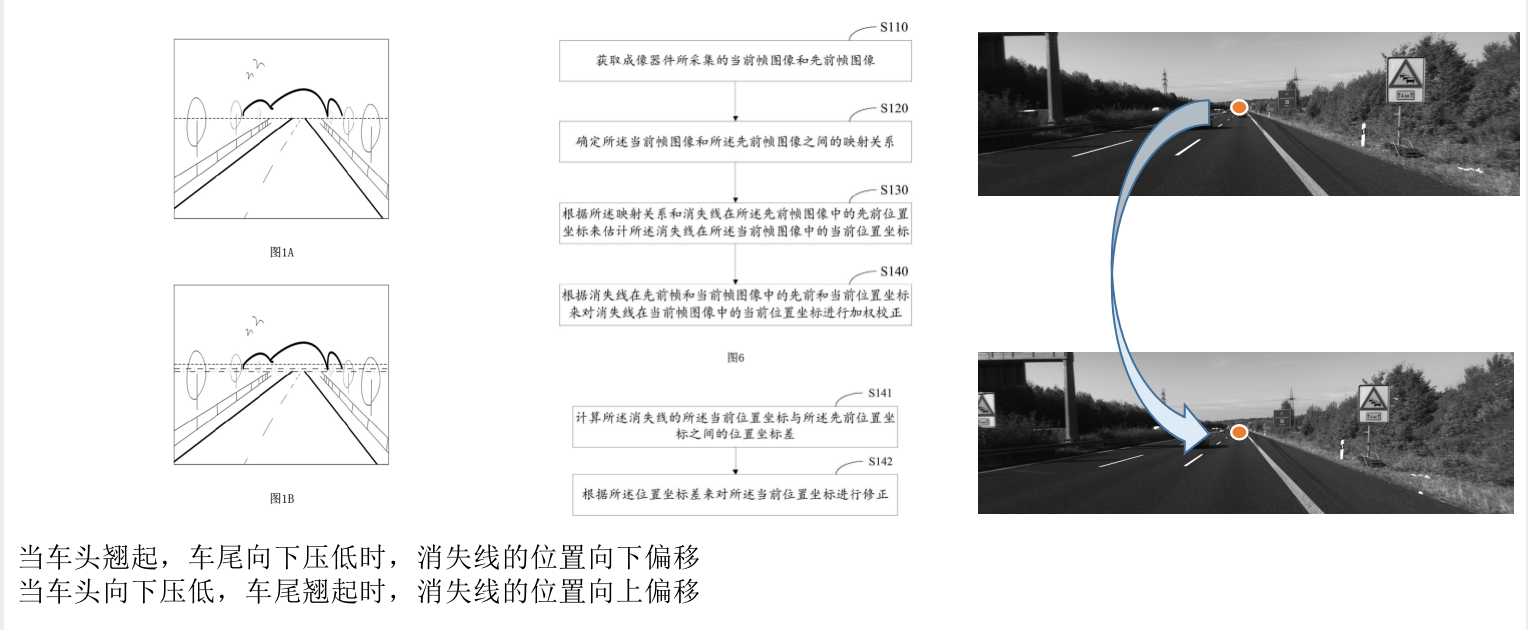 图1A
图1B
S110
获取成像器件所采集的当前帧图像和先前帧图像
S120
确定所述当前帧图像和所述先前帧图像之间的映射关系
S130
根据所述映射关系和消失线在所述先前帧图像中的先前位置
坐标来估计所述消失线在所述当前帧图像中的当前位置坐标
S140
根据消失线在先前帧和当前帧图像中的先前和当前位置坐标
来对消失线在当前帧图像中的当前位置坐标进行加权校正
图6
S141
计算所述消失线的所述当前位置坐标与所述先前位置坐
标之间的位置坐标差
S142
根据所述位置坐标差来对所述当前位置坐标进行修正
当车头翘起，车尾向下压低时，消失线的位置向下偏移
当车头向下压低，车尾翘起时，消失线的位置向上偏移